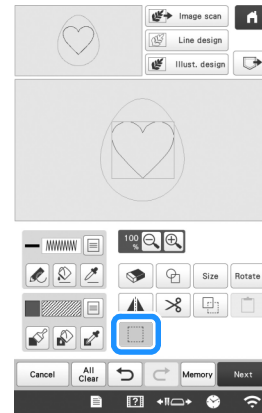 Image scan
Line design
Illust. design
100 %
Size
Rotate
Cancel
All Clear
Memory
Next